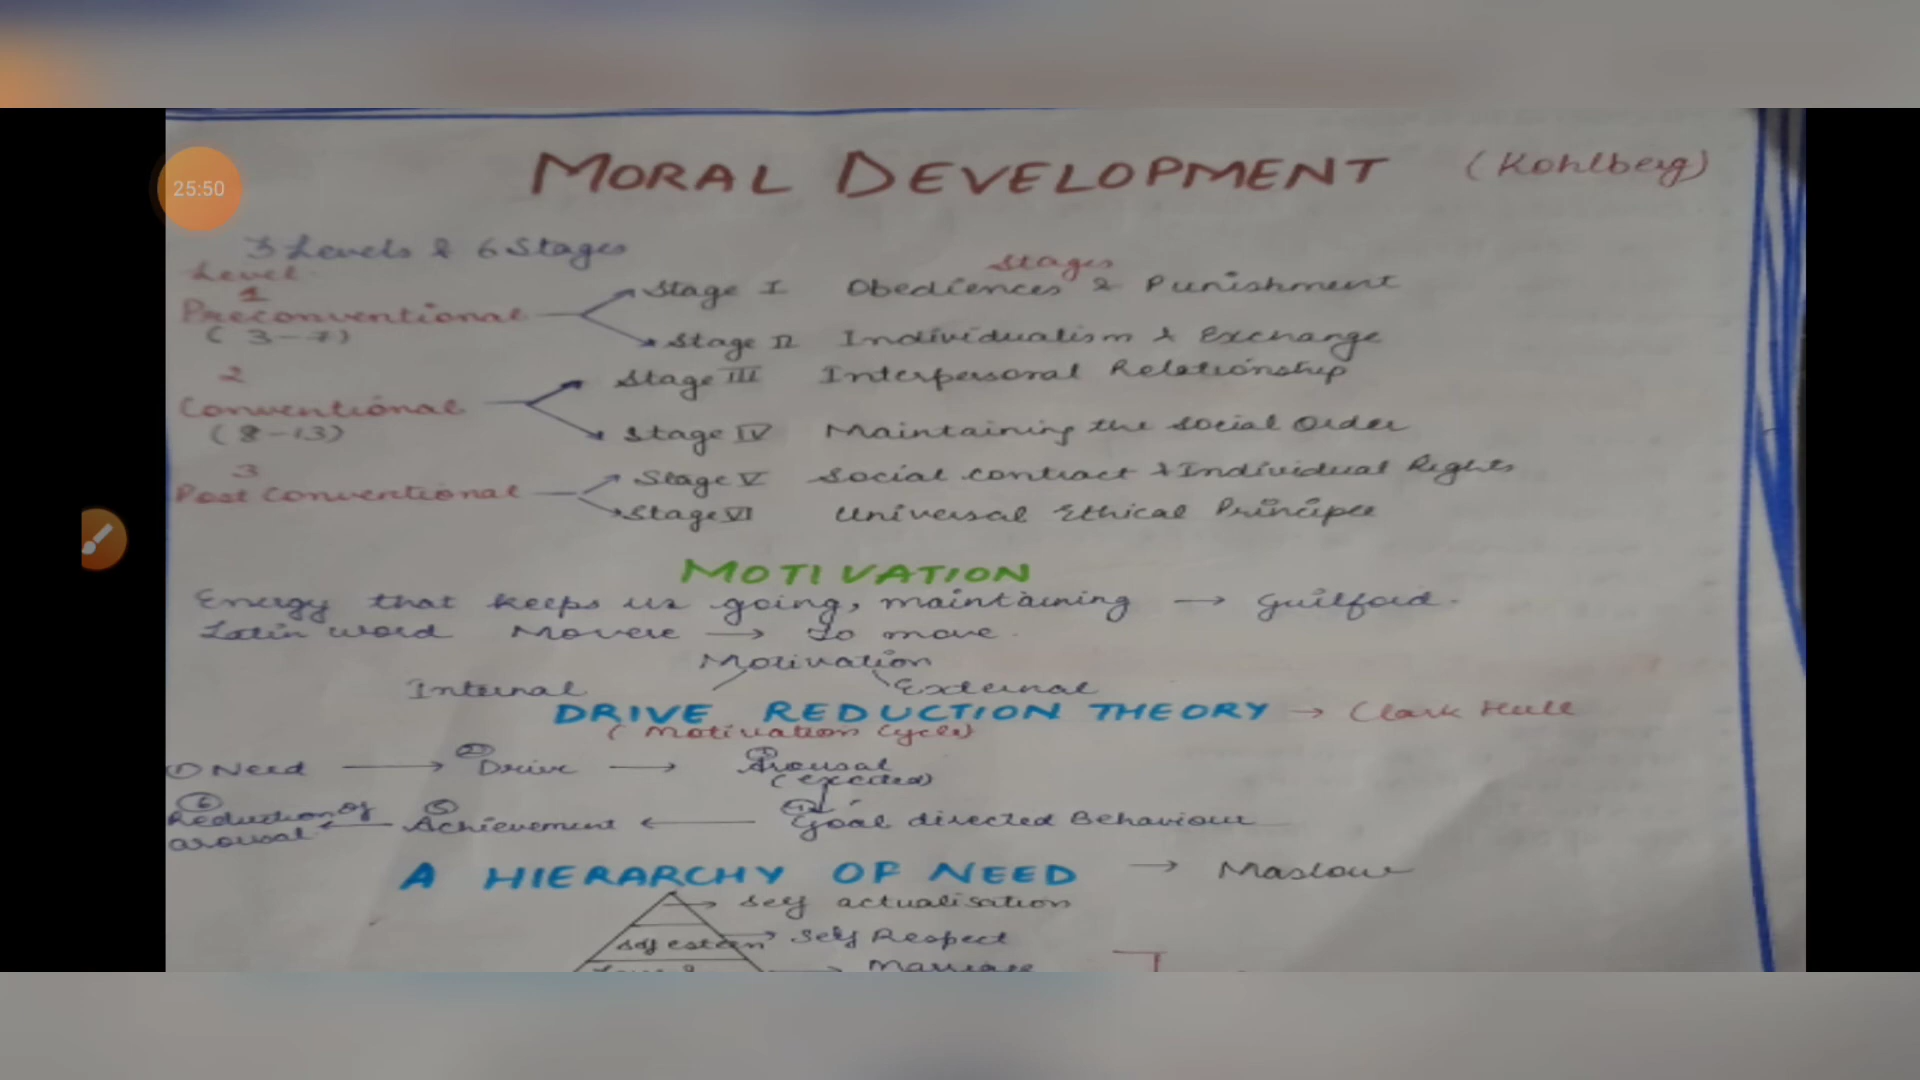 MORAL DEVELOPMENT (Kohlberg)
25:50
3 Levels & 6 Stages
Level Stages
1
Preconventional Stage I Obediences & Punishment
(3-7)
Stage II Individualism & Exchange
2
Stage III Interpersonal Relationship
Conventional
(8-13) Stage IV Maintaining the Social Order
3
Post Conventional Stage V Social contract & Individual Rights
Stage VI Universal Ethical Principle
MOTIVATION
Energy that keeps us going, maintaining → Guilford.
Latin word Movere → To move.
Motivation
Internal External
DRIVE REDUCTION THEORY → Clark Hull
(Motivation Cycle)
① Need → ② Drive → ③ Arousal
(excited)
⑥ Reduction of arousal ← ⑤ Achievement ← ④ Goal directed Behaviour
A HIERARCHY OF NEED → Maslow
→ Self actualisation
Self esteem → Self Respect
→ Marriage